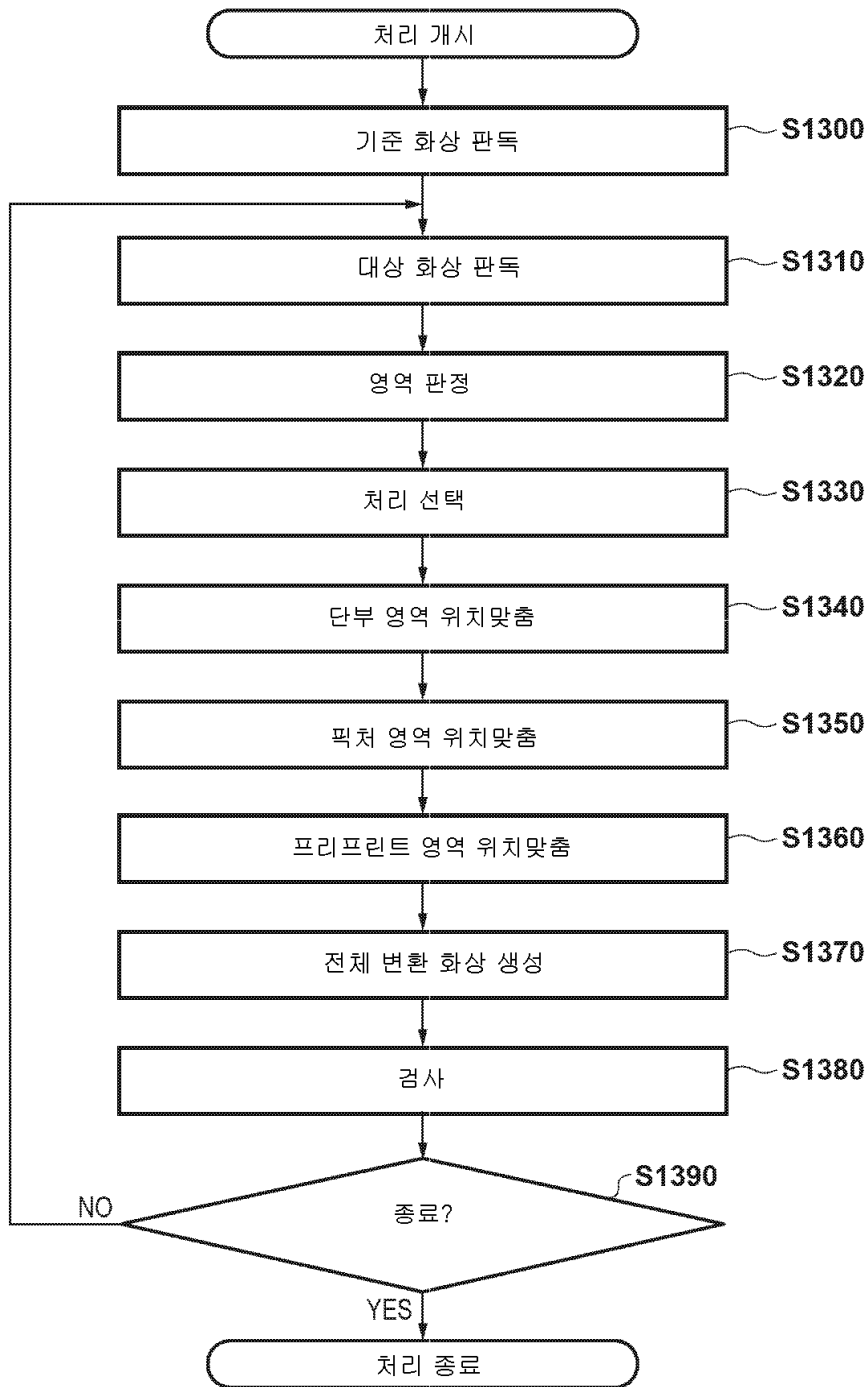 처리 개시
기준 화상 판독
S1300
대상 화상 판독
S1310
영역 판정
S1320
처리 선택
S1330
단부 영역 위치맞춤
S1340
픽처 영역 위치맞춤
S1350
프리프린트 영역 위치맞춤
S1360
전체 변환 화상 생성
S1370
검사
S1380
S1390
종료?
NO
YES
처리 종료